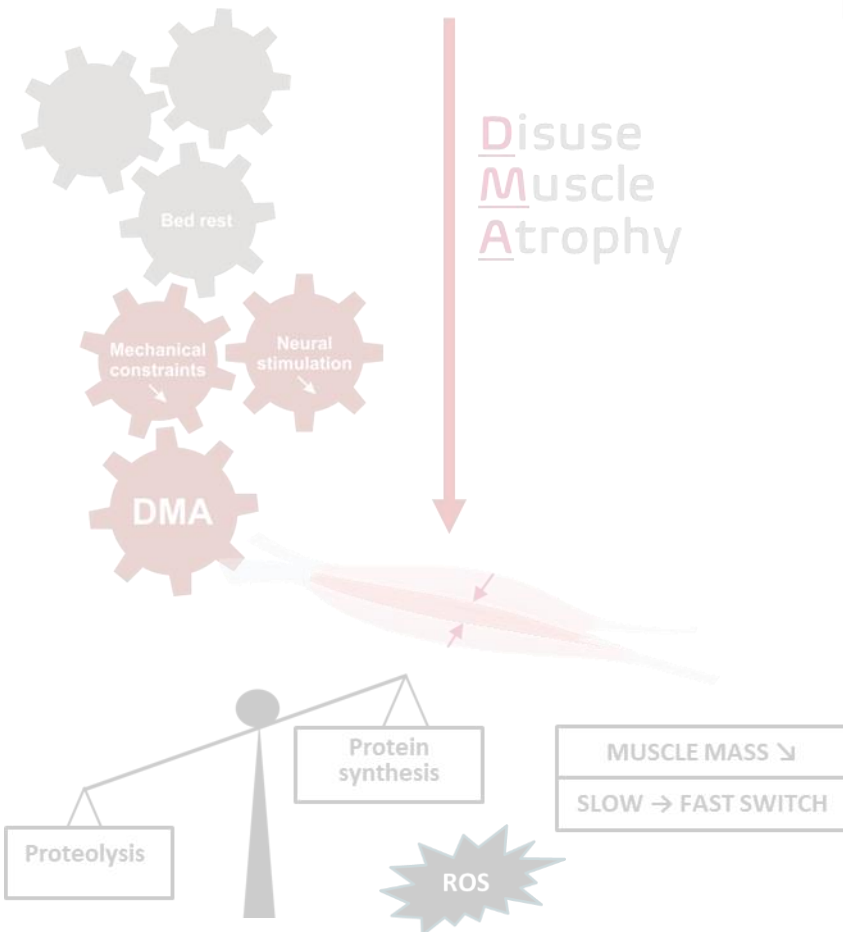 Disuse
Muscle
Atrophy
Bed rest
Mechanical
constraints
↘
Neural
stimulation
↘
DMA
Protein
synthesis
Proteolysis
MUSCLE MASS ↘
SLOW → FAST SWITCH
ROS